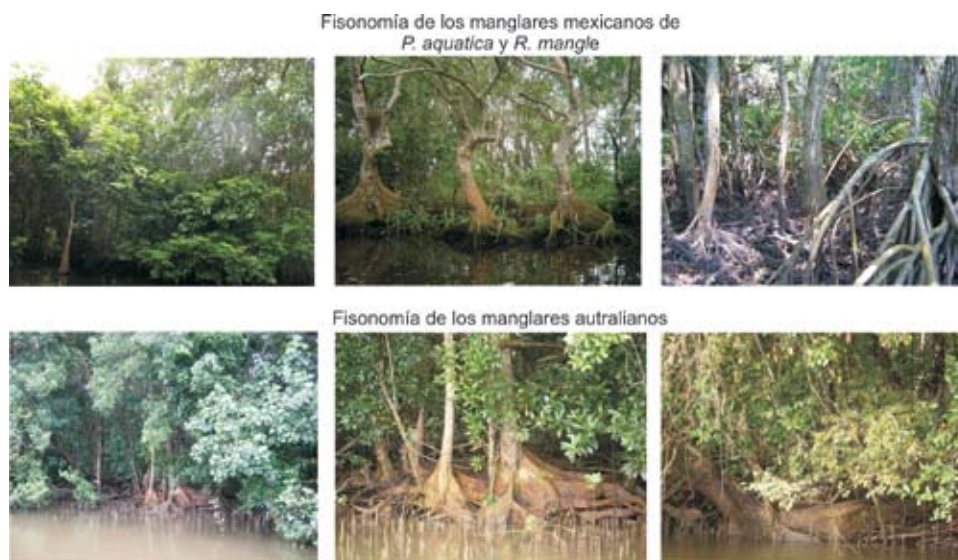 Fisonomía de los manglares mexicanos de
P. aquatica y R. mangle
Fisonomía de los manglares autralianos